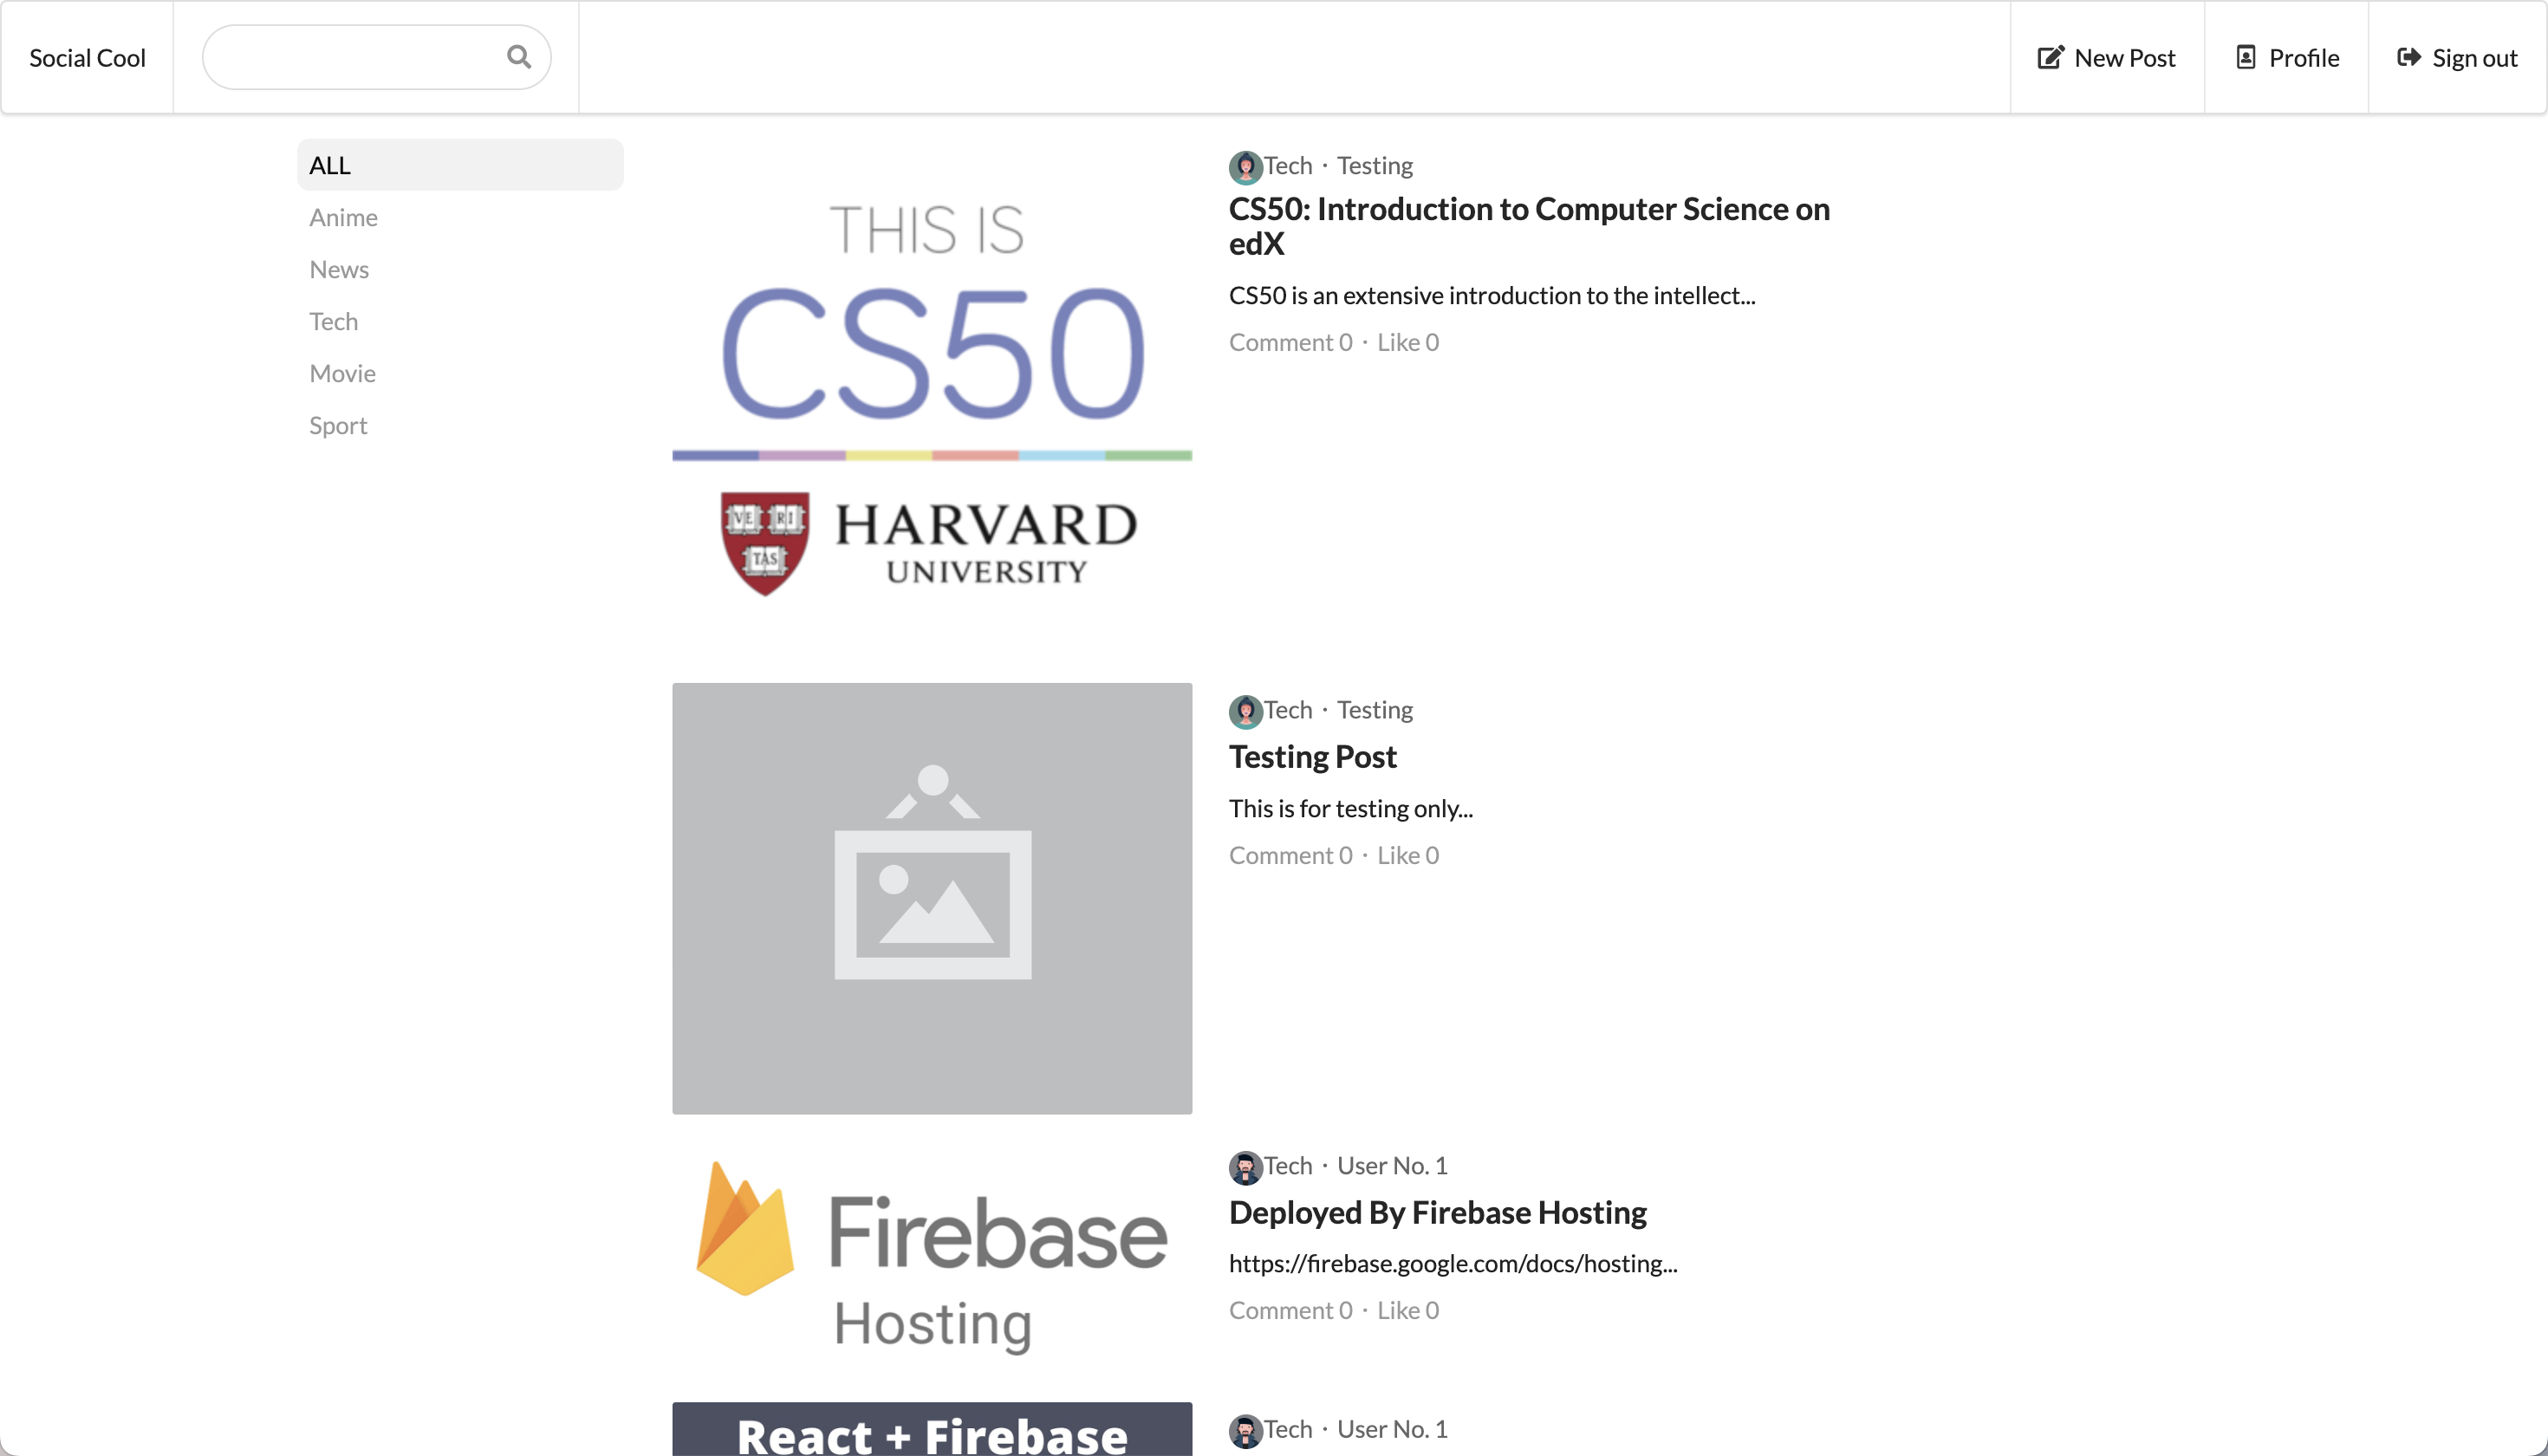 Social Cool
New Post
Profile
Sign out
ALL
Anime
News
Tech
Movie
Sport
THIS IS
CS50
VE RI
TAS
HARVARD
UNIVERSITY
Tech · Testing
CS50: Introduction to Computer Science on
edX
CS50 is an extensive introduction to the intellect...
Comment 0 · Like 0
Tech · Testing
Testing Post
This is for testing only...
Comment 0 · Like 0
Firebase
Hosting
Tech · User No. 1
Deployed By Firebase Hosting
https://firebase.google.com/docs/hosting...
Comment 0 · Like 0
React + Firebase
Tech · User No. 1